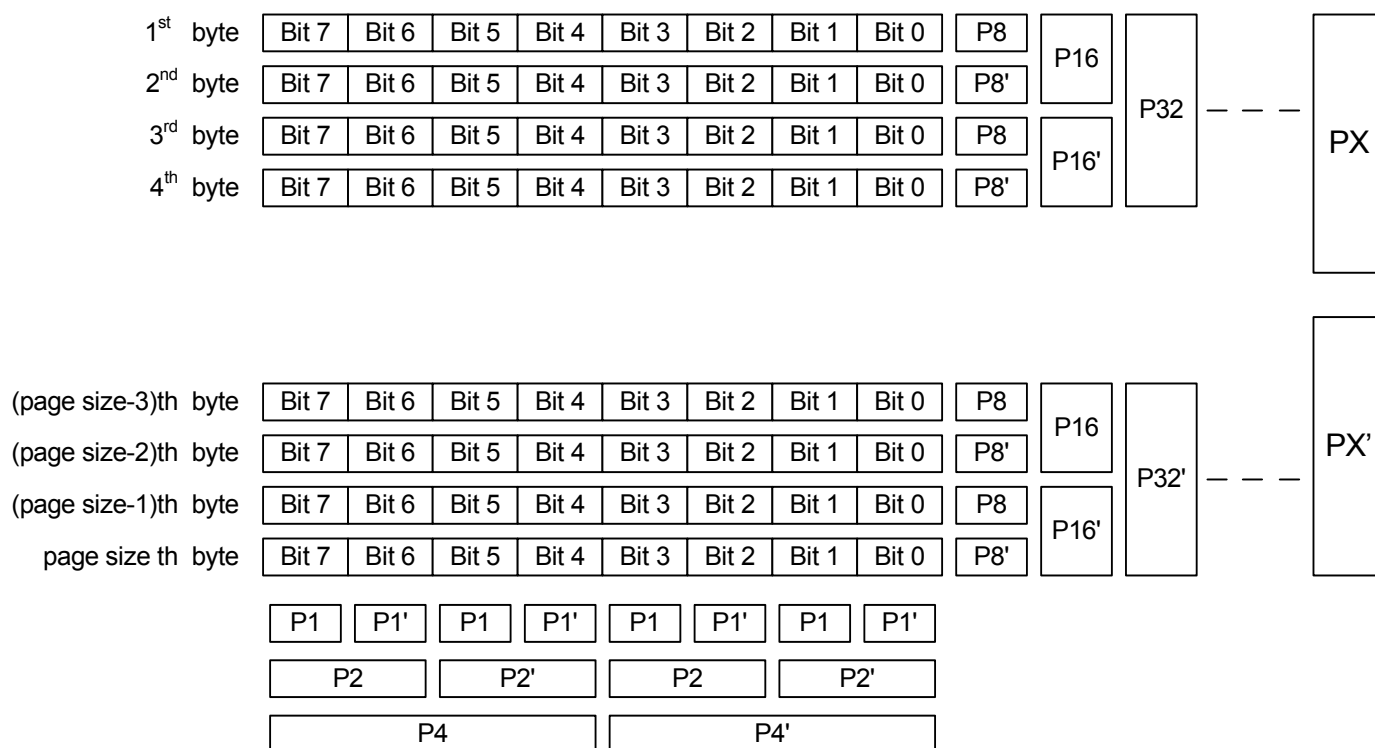 1st byte Bit 7 Bit 6 Bit 5 Bit 4 Bit 3 Bit 2 Bit 1 Bit 0 P8
P16
2nd byte Bit 7 Bit 6 Bit 5 Bit 4 Bit 3 Bit 2 Bit 1 Bit 0 P8'
P32 PX
3rd byte Bit 7 Bit 6 Bit 5 Bit 4 Bit 3 Bit 2 Bit 1 Bit 0 P8
P16'
4th byte Bit 7 Bit 6 Bit 5 Bit 4 Bit 3 Bit 2 Bit 1 Bit 0 P8'
(page size-3)th byte Bit 7 Bit 6 Bit 5 Bit 4 Bit 3 Bit 2 Bit 1 Bit 0 P8
P16
(page size-2)th byte Bit 7 Bit 6 Bit 5 Bit 4 Bit 3 Bit 2 Bit 1 Bit 0 P8'
PX’
P32'
(page size-1)th byte Bit 7 Bit 6 Bit 5 Bit 4 Bit 3 Bit 2 Bit 1 Bit 0 P8
P16'
page size th byte Bit 7 Bit 6 Bit 5 Bit 4 Bit 3 Bit 2 Bit 1 Bit 0 P8'
P1 P1' P1 P1' P1 P1' P1 P1'
P2 P2' P2 P2'
P4 P4'